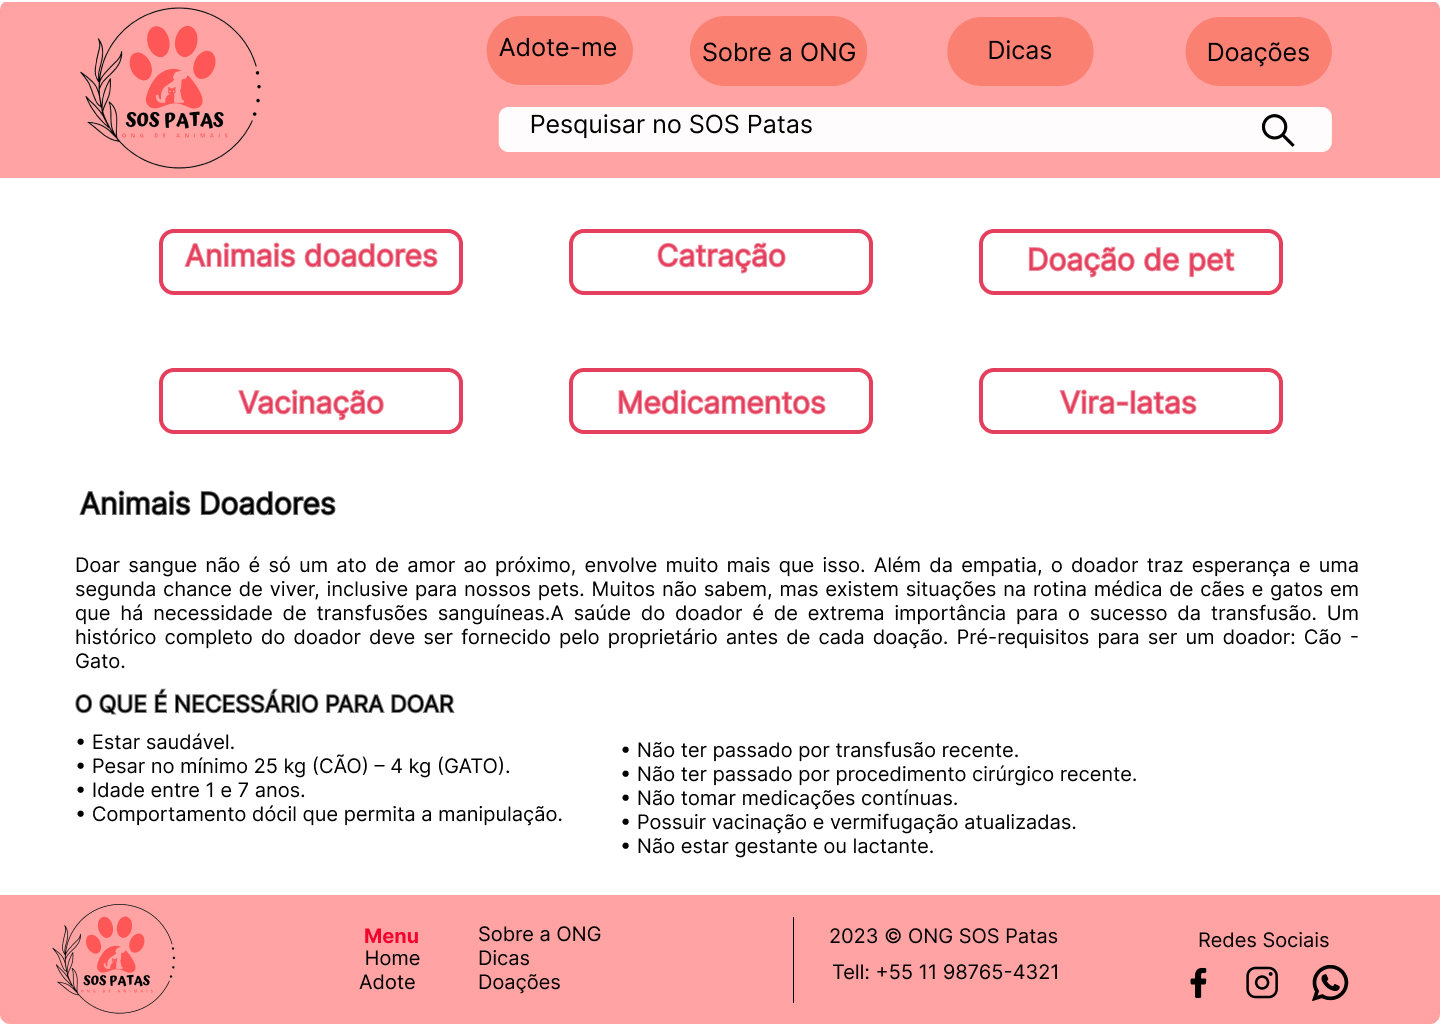 SOS PATAS
ONG DE ANIMAIS
Adote-me
Sobre a ONG
Dicas
Doações
Pesquisar no SOS Patas
Animais doadores
Catração
Doação de pet
Vacinação
Medicamentos
Vira-latas
Animais Doadores
Doar sangue não é só um ato de amor ao próximo, envolve muito mais que isso. Além da empatia, o doador traz esperança e uma
segunda chance de viver, inclusive para nossos pets. Muitos não sabem, mas existem situações na rotina médica de cães e gatos em
que há necessidade de transfusões sanguíneas.A saúde do doador é de extrema importância para o sucesso da transfusão. Um
histórico completo do doador deve ser fornecido pelo proprietário antes de cada doação. Pré-requisitos para ser um doador: Cão -
Gato.
O QUE É NECESSÁRIO PARA DOAR
• Estar saudável.
• Pesar no mínimo 25 kg (CÃO) – 4 kg (GATO).
• Idade entre 1 e 7 anos.
• Comportamento dócil que permita a manipulação.
• Não ter passado por transfusão recente.
• Não ter passado por procedimento cirúrgico recente.
• Não tomar medicações contínuas.
• Possuir vacinação e vermifugação atualizadas.
• Não estar gestante ou lactante.
SOS PATAS
ONG DE ANIMAIS
Menu
Home
Adote
Sobre a ONG
Dicas
Doações
2023 © ONG SOS Patas
Tell: +55 11 98765-4321
Redes Sociais